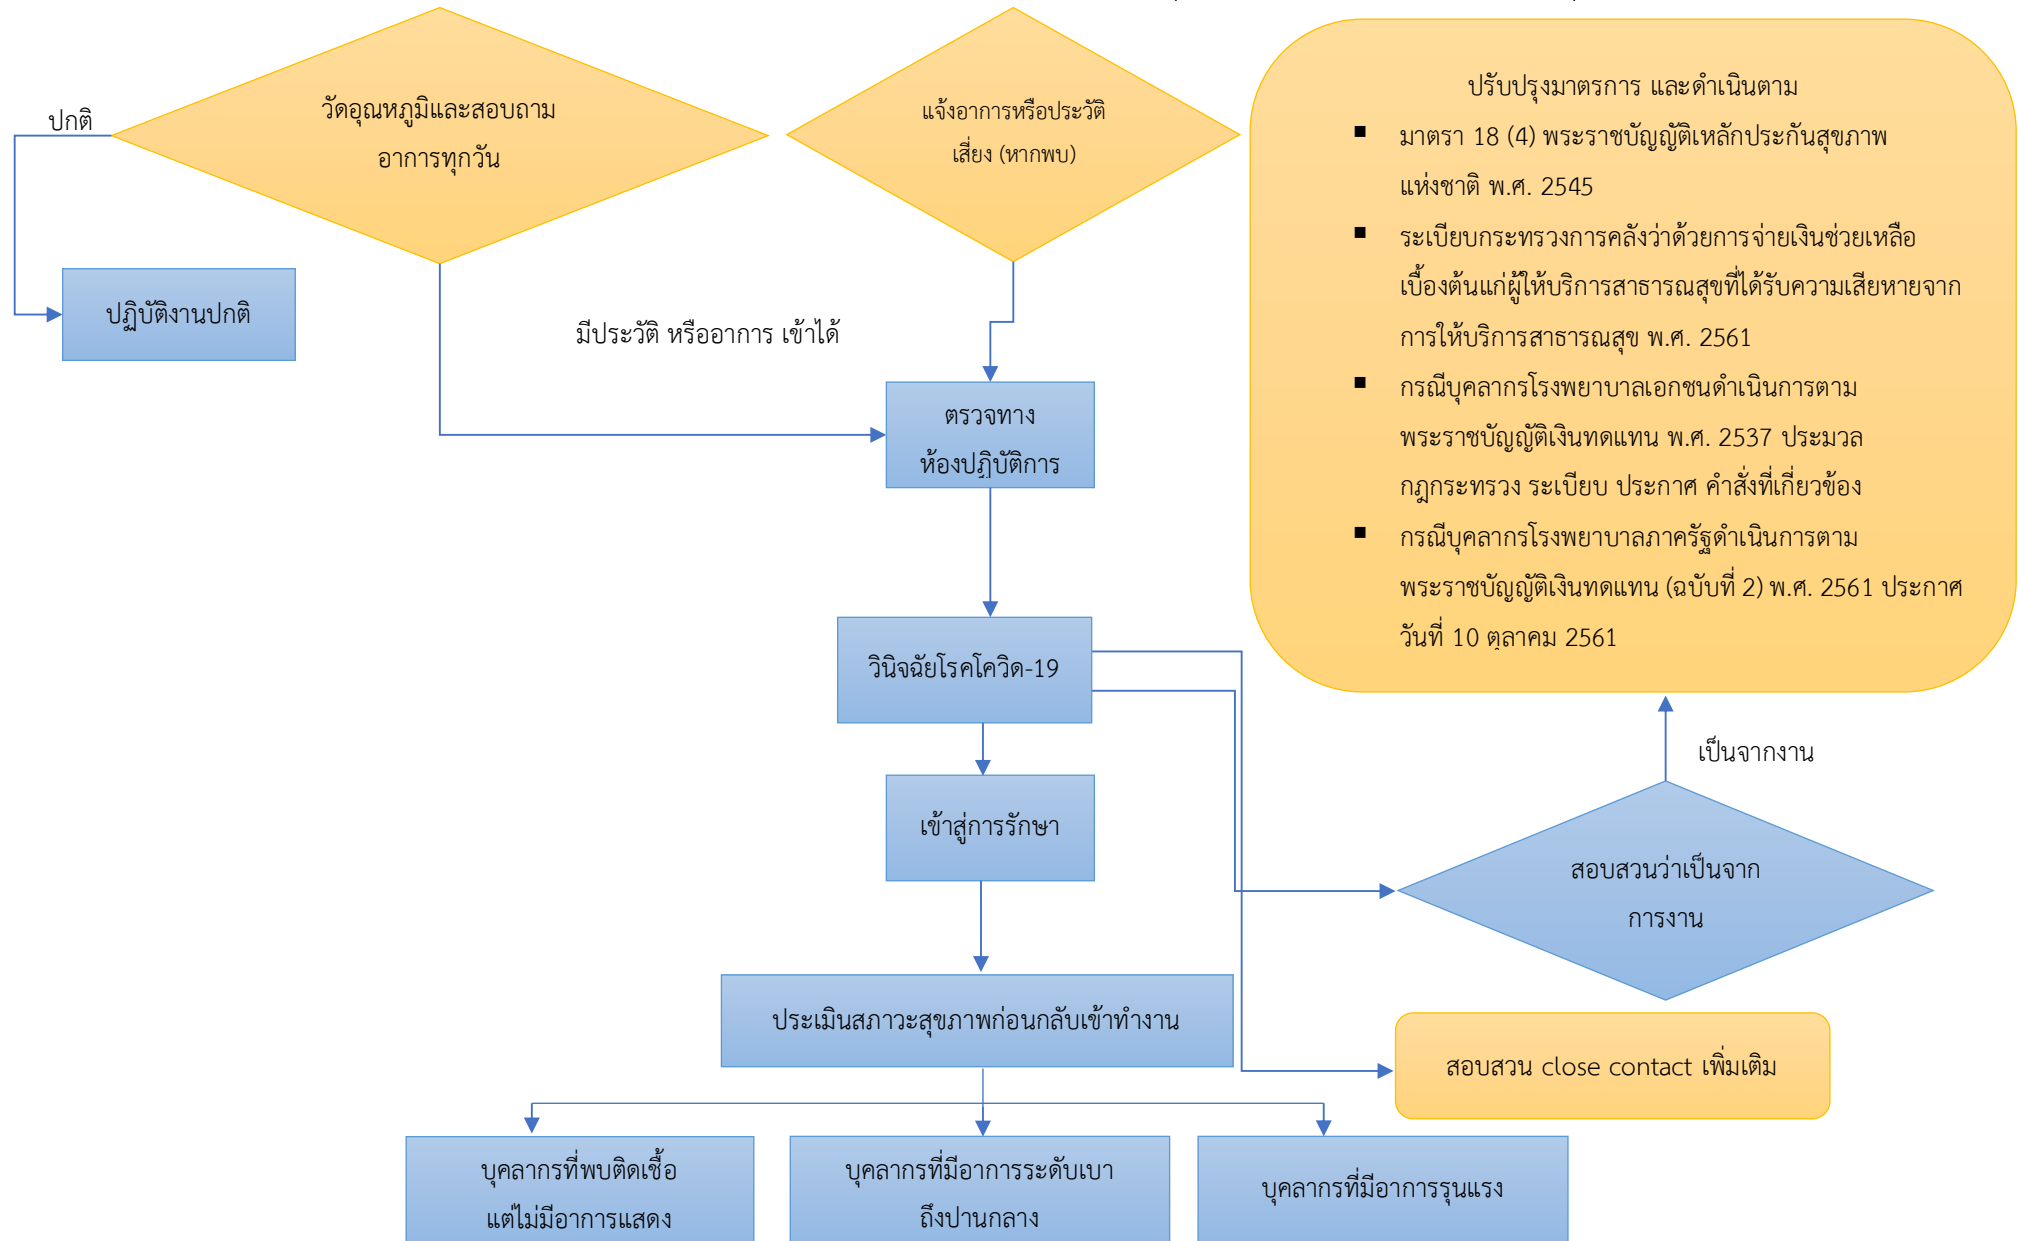 ปกติ
วัดอุณหภูมิและสอบถาม
อาการทุกวัน
แจ้งอาการหรือประวัติ
เสี่ยง (หากพบ)
ปรับปรุงมาตรการ และดำเนินตาม
▪ มาตรา 18 (4) พระราชบัญญัติเหลักประกันสุขภาพ
แห่งชาติ พ.ศ. 2545
▪ ระเบียบกระทรวงการคลังว่าด้วยการจ่ายเงินช่วยเหลือ
เบื้องต้นแก่ผู้ให้บริการสาธารณสุขที่ได้รับความเสียหายจาก
การให้บริการสาธารณสุข พ.ศ. 2561
▪ กรณีบุคลากรโรงพยาบาลเอกชนดำเนินการตาม
พระราชบัญญัติเงินทดแทน พ.ศ. 2537 ประมวล
กฎกระทรวง ระเบียบ ประกาศ คำสั่งที่เกี่ยวข้อง
▪ กรณีบุคลากรโรงพยาบาลภาครัฐดำเนินการตาม
พระราชบัญญัติเงินทดแทน (ฉบับที่ 2) พ.ศ. 2561 ประกาศ
วันที่ 10 ตุลาคม 2561
ปฏิบัติงานปกติ
มีประวัติ หรืออาการ เข้าได้
ตรวจทาง
ห้องปฏิบัติการ
วินิจฉัยโรคโควิด-19
เป็นจากงาน
เข้าสู่การรักษา
สอบสวนว่าเป็นจาก
การงาน
ประเมินสภาวะสุขภาพก่อนกลับเข้าทำงาน
สอบสวน close contact เพิ่มเติม
บุคลากรที่พบติดเชื้อ
แต่ไม่มีอาการแสดง
บุคลากรที่มีอาการระดับเบา
ถึงปานกลาง
บุคลากรที่มีอาการรุนแรง